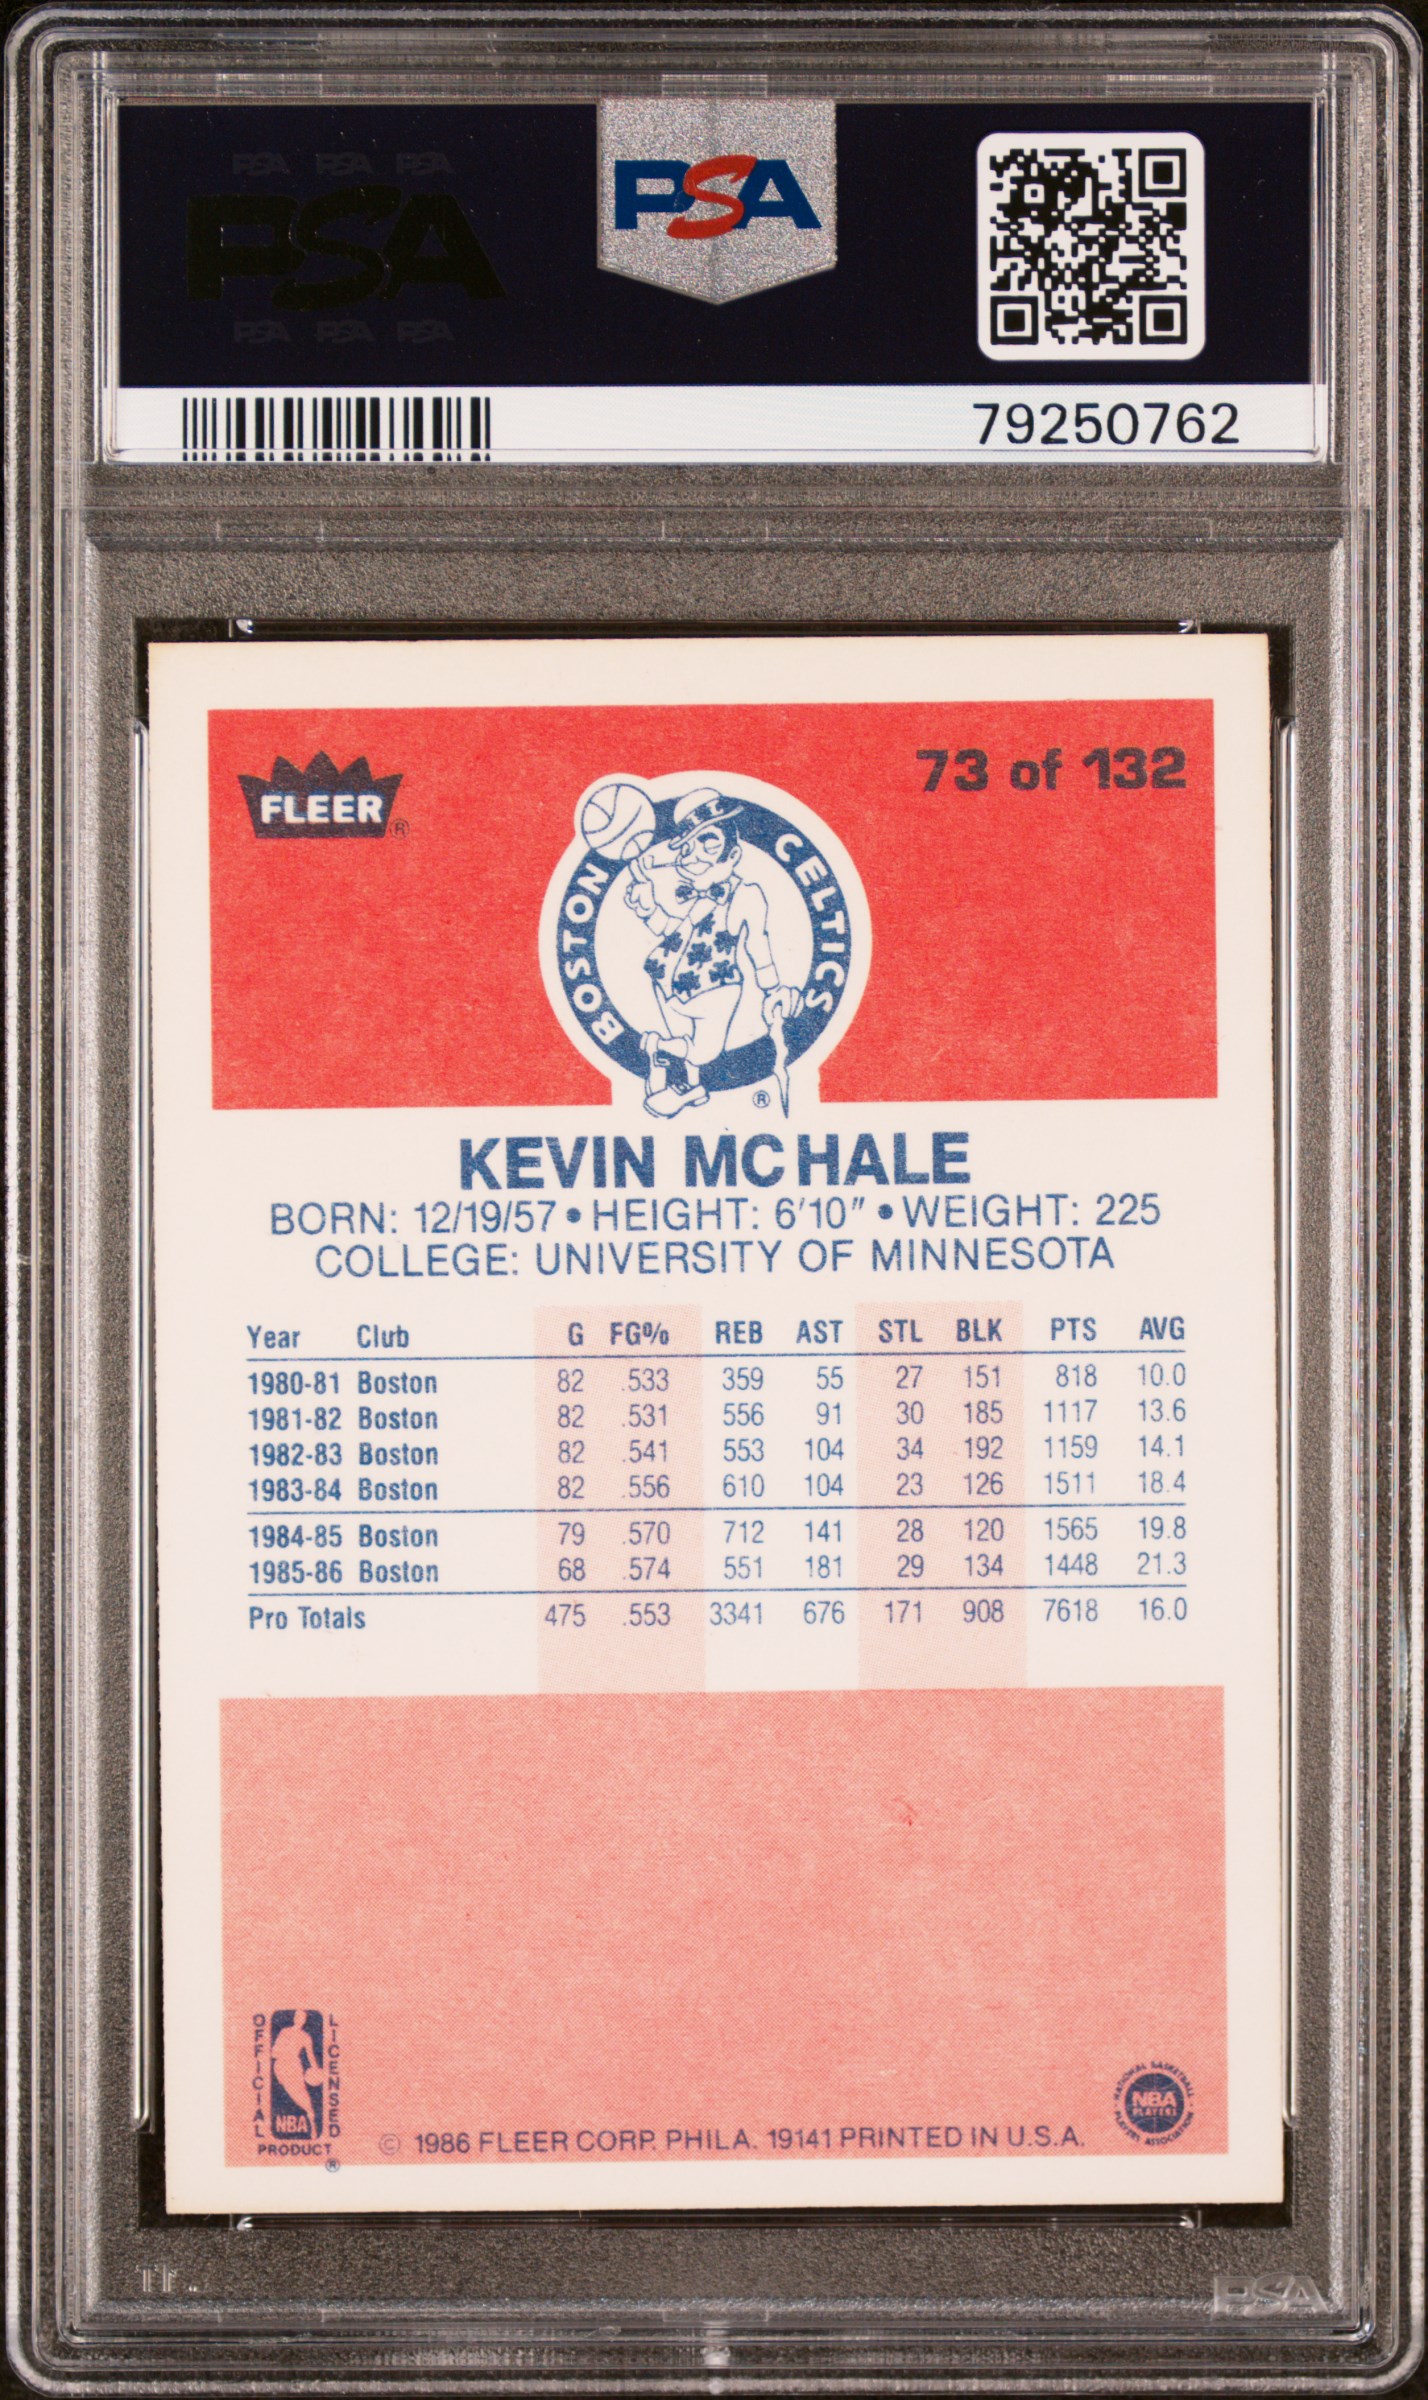 PSA PSA PSA
PSA
PSA PSA PSA
PSA
79250762
FLEER®
73 of 132
BOSTON CELTICS
®
KEVIN MCHALE
BORN: 12/19/57 • HEIGHT: 6'10" • WEIGHT: 225
COLLEGE: UNIVERSITY OF MINNESOTA
Year Club G FG% REB AST STL BLK PTS AVG
1980-81 Boston 82 .533 359 55 27 151 818 10.0
1981-82 Boston 82 .531 556 91 30 185 1117 13.6
1982-83 Boston 82 .541 553 104 34 192 1159 14.1
1983-84 Boston 82 .556 610 104 23 126 1511 18.4
1984-85 Boston 79 .570 712 141 28 120 1565 19.8
1985-86 Boston 68 .574 551 181 29 134 1448 21.3
Pro Totals 475 .553 3341 676 171 908 7618 16.0
OFFICIAL LICENSED
NBA
PRODUCT ®
© 1986 FLEER CORP. PHILA. 19141 PRINTED IN U.S.A.
NATIONAL BASKETBALL
NBA
PLAYERS
PLAYERS ASSOCIATION
PSA